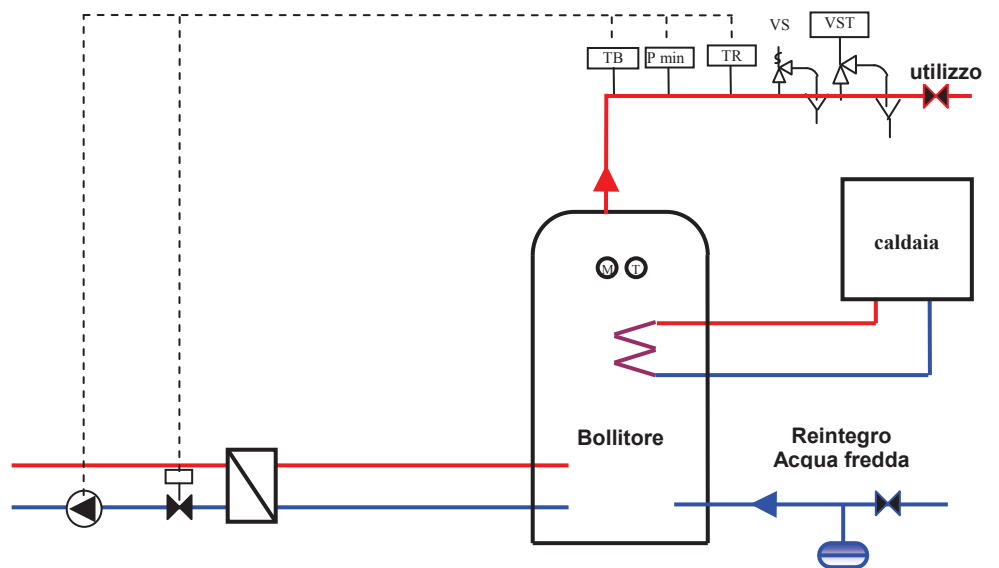 VS
VST
TB
P min
TR
utilizzo
caldaia
M
T
Bollitore
Reintegro
Acqua fredda